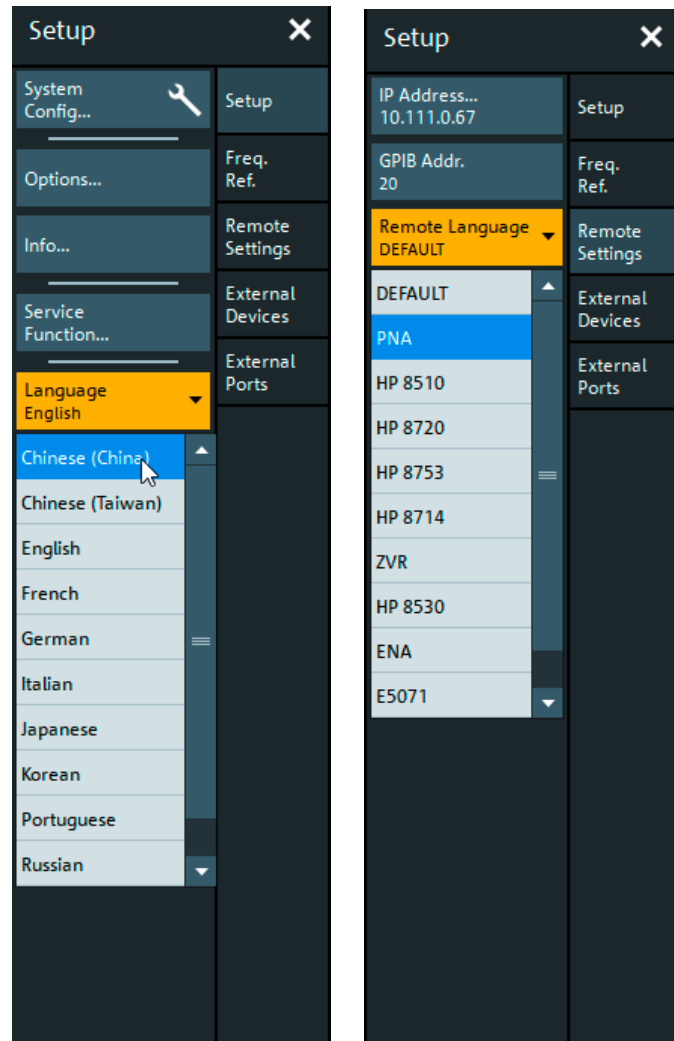 Setup
System
Config...
Options...
Info...
Service
Function...
Language
English
Chinese (China)
Chinese (Taiwan)
English
French
German
Italian
Japanese
Korean
Portuguese
Russian
Setup
Freq.
Ref.
Remote
Settings
External
Devices
External
Ports
Setup
IP Address...
10.111.0.67
GPIB Addr.
20
Remote Language
DEFAULT
DEFAULT
PNA
HP 8510
HP 8720
HP 8753
HP 8714
ZVR
HP 8530
ENA
E5071
Setup
Freq.
Ref.
Remote
Settings
External
Devices
External
Ports